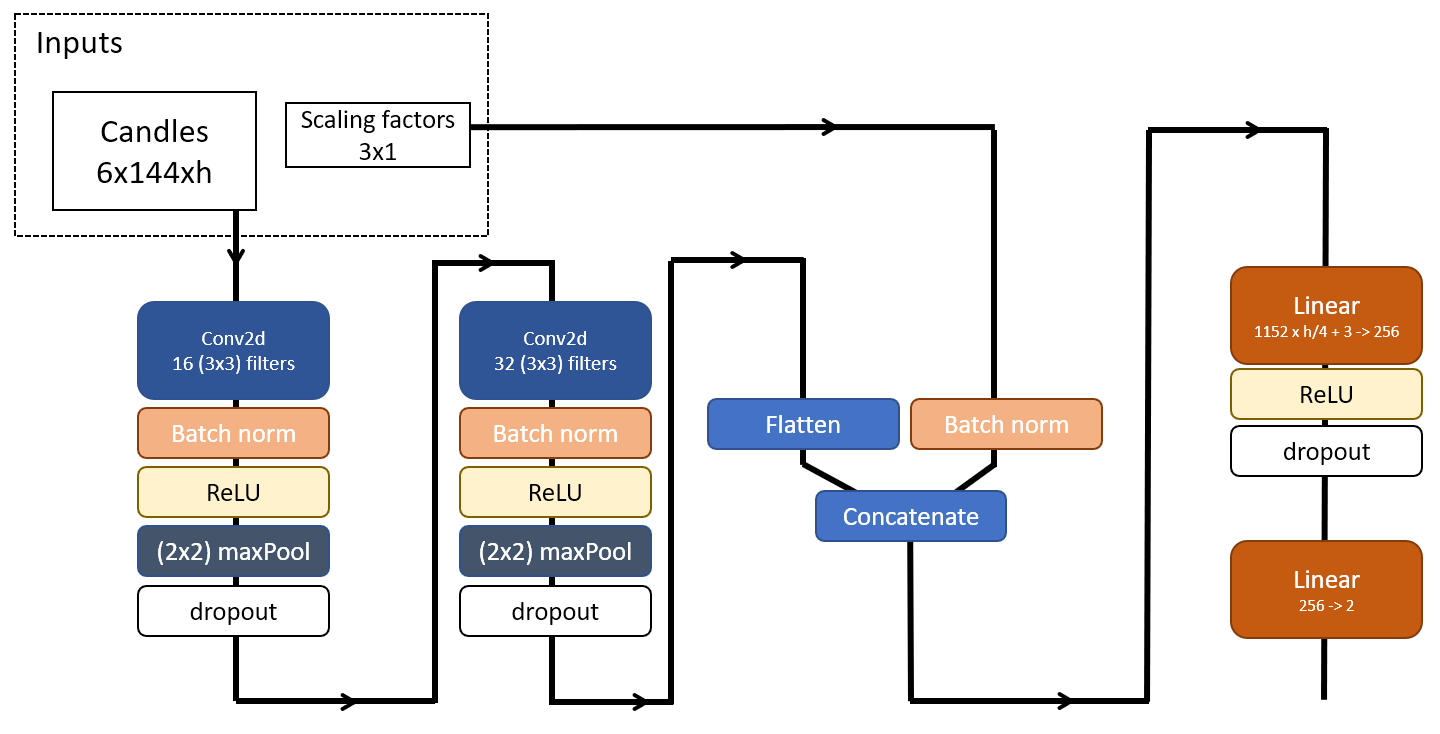 Inputs
Candles
6x144xh
Scaling factors
3x1
Conv2d
16 (3x3) filters
Batch norm
ReLU
(2x2) maxPool
dropout
Conv2d
32 (3x3) filters
Batch norm
ReLU
(2x2) maxPool
dropout
Flatten
Batch norm
Concatenate
Linear
1152 x h/4 + 3 -> 256
ReLU
dropout
Linear
256 -> 2